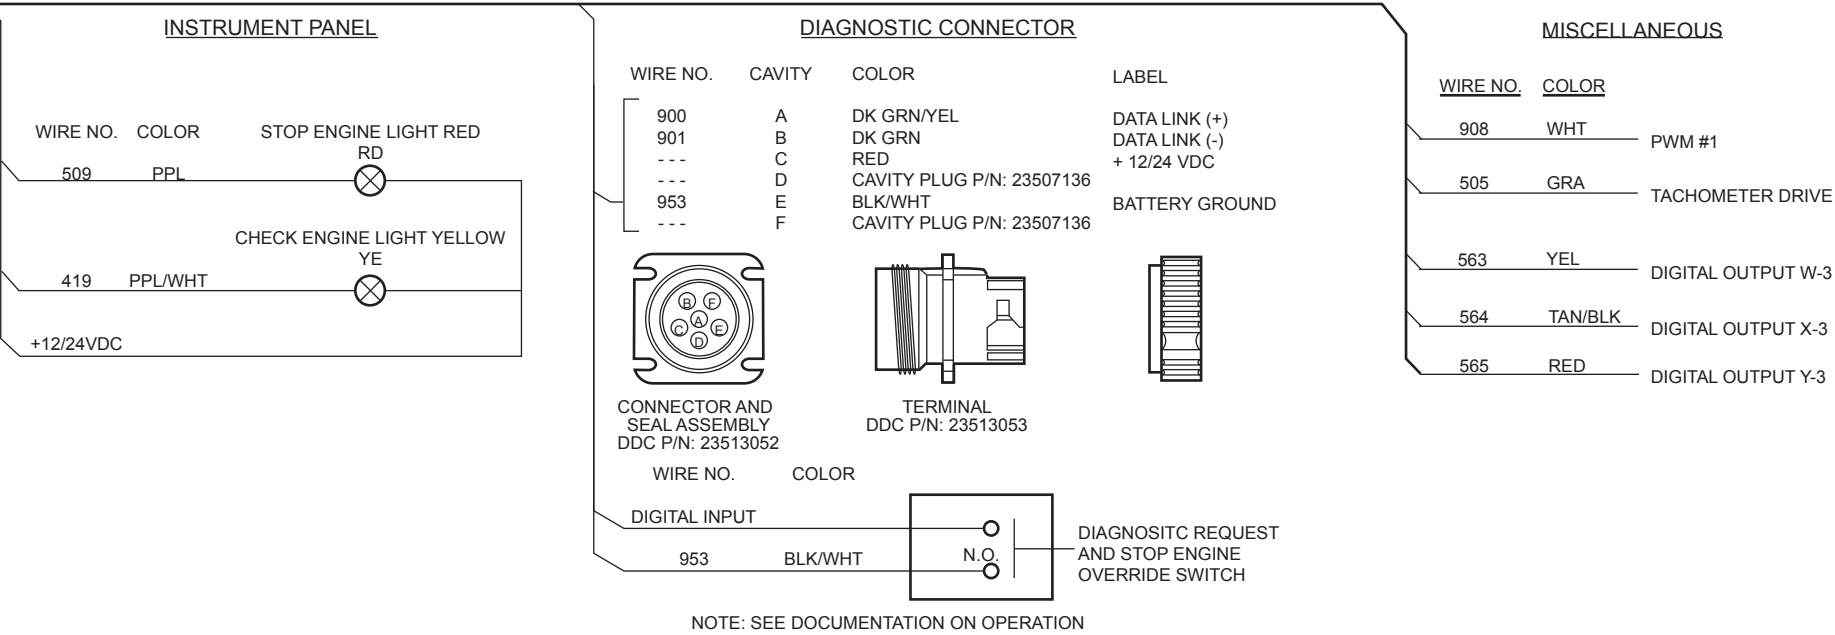 INSTRUMENT PANEL
WIRE NO. COLOR STOP ENGINE LIGHT RED
RD
509 PPL
CHECK ENGINE LIGHT YELLOW
YE
419 PPL/WHT
+12/24VDC
DIAGNOSTIC CONNECTOR
WIRE NO. CAVITY COLOR LABEL
900 A DK GRN/YEL DATA LINK (+)
901 B DK GRN DATA LINK (-)
- - - C RED + 12/24 VDC
- - - D CAVITY PLUG P/N: 23507136
953 E BLK/WHT BATTERY GROUND
- - - F CAVITY PLUG P/N: 23507136
B F
A
C E
D
CONNECTOR AND
SEAL ASSEMBLY
DDC P/N: 23513052
TERMINAL
DDC P/N: 23513053
WIRE NO. COLOR
DIGITAL INPUT
953 BLK/WHT N.O.
DIAGNOSITC REQUEST
AND STOP ENGINE
OVERRIDE SWITCH
NOTE: SEE DOCUMENTATION ON OPERATION
MISCELLANEOUS
WIRE NO. COLOR
908 WHT PWM #1
505 GRA TACHOMETER DRIVE
563 YEL DIGITAL OUTPUT W-3
564 TAN/BLK DIGITAL OUTPUT X-3
565 RED DIGITAL OUTPUT Y-3